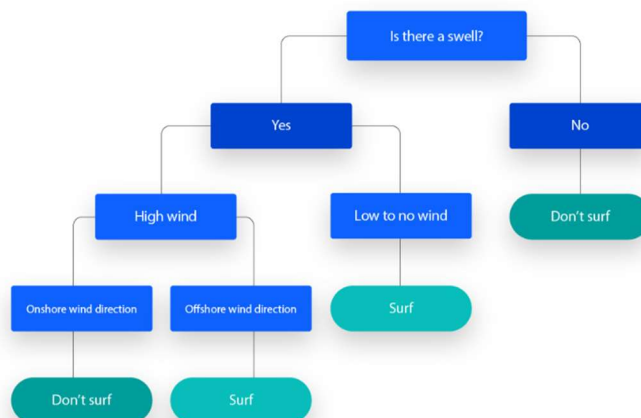 Is there a swell?
Yes
No
High wind
Low to no wind
Don’t surf
Onshore wind direction
Offshore wind direction
Surf
Don’t surf
Surf